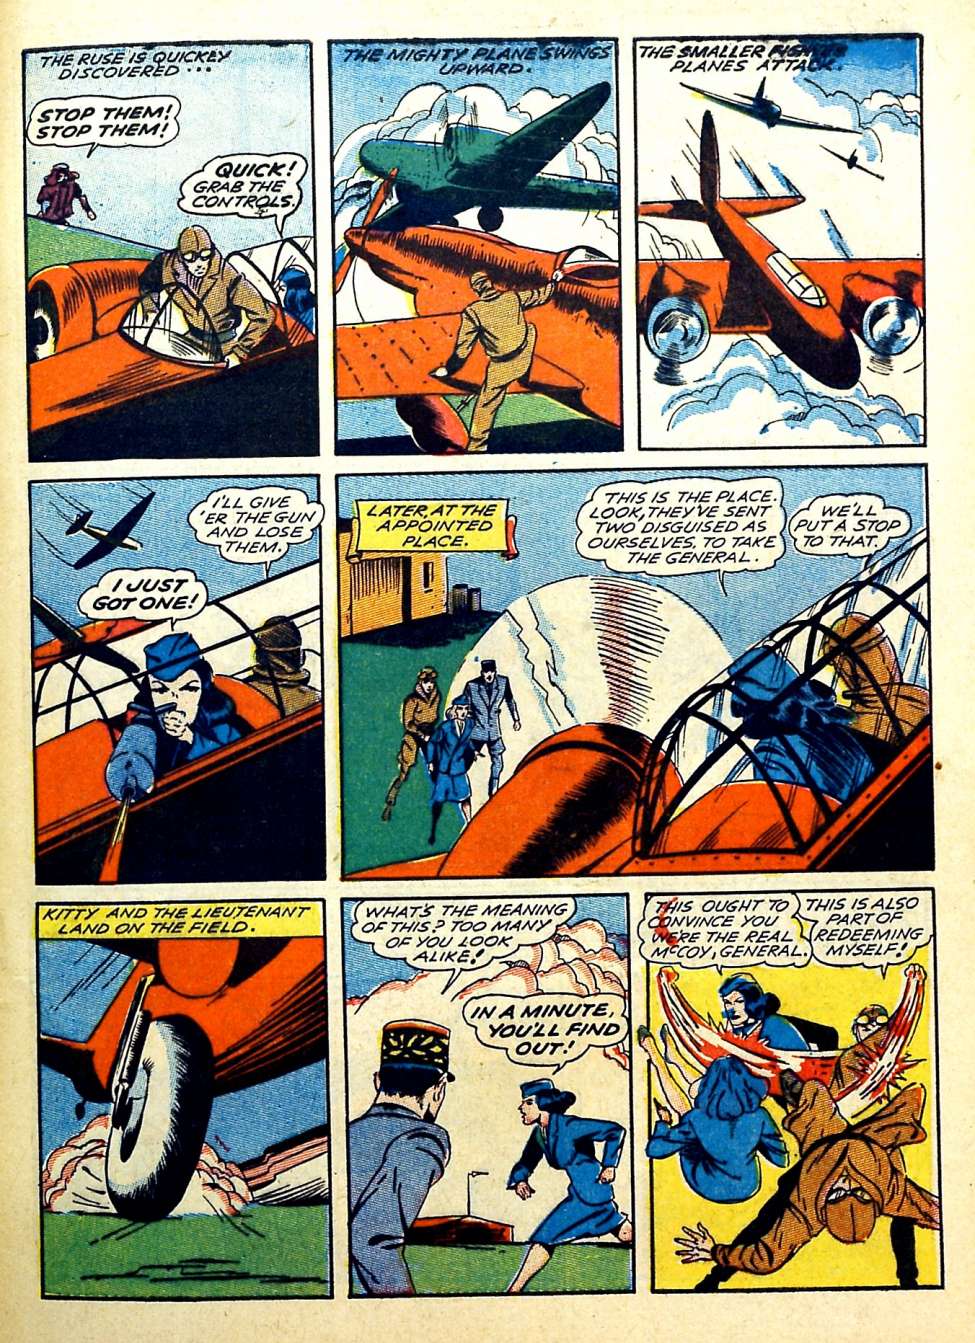 THE RUSE IS QUICKLY
DISCOVERED...
STOP THEM!
STOP THEM!
QUICK!
GRAB THE
CONTROLS.
THE MIGHTY PLANE SWINGS
UPWARD.
THE SMALLER
PLANES ATTACK.
I'LL GIVE
'ER THE GUN
AND LOSE
THEM.
I JUST
GOT ONE!
LATER, AT THE
APPOINTED
PLACE.
THIS IS THE PLACE.
LOOK, THEY'VE SENT
TWO DISGUISED AS
OURSELVES, TO TAKE
THE GENERAL.
WE'LL
PUT A STOP
TO THAT.
KITTY AND THE LIEUTENANT
LAND ON THE FIELD.
WHAT'S THE MEANING
OF THIS? TOO MANY
OF YOU LOOK
ALIKE!
IN A MINUTE,
YOU'LL FIND
OUT!
THIS OUGHT TO
CONVINCE YOU
WE'RE THE REAL
McCOY, GENERAL.
THIS IS ALSO
PART OF
REDEEMING
MYSELF!